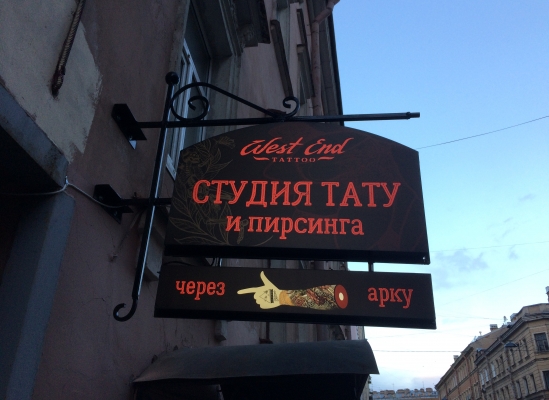 West End
TATTOO
СТУДИЯ ТАТУ
и пирсинга
через арку